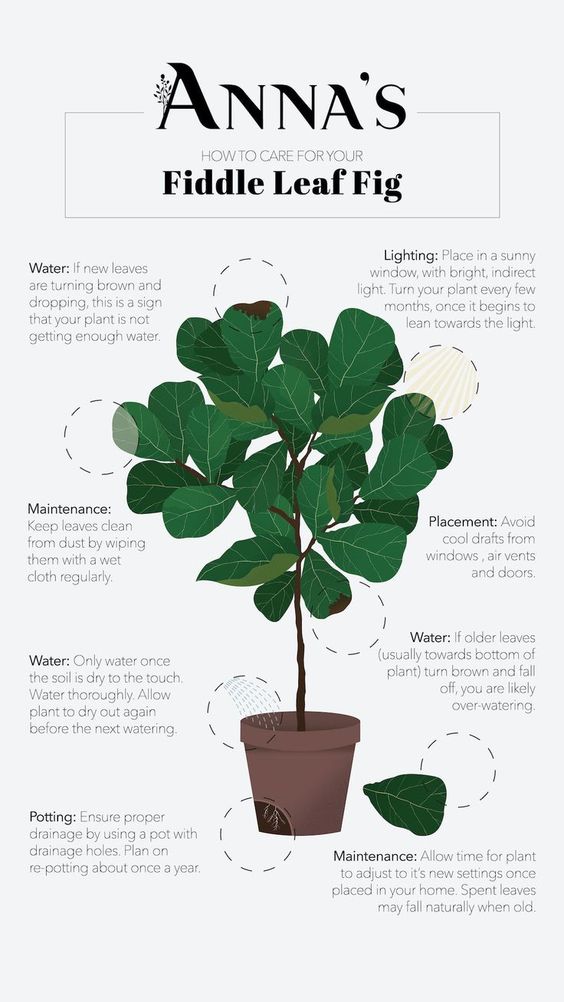 ANNA'S
HOW TO CARE FOR YOUR
Fiddle Leaf Fig
Water: If new leaves
are turning brown and
dropping, this is a sign
that your plant is not
getting enough water.
Lighting: Place in a sunny
window, with bright, indirect
light. Turn your plant every few
months, once it begins to
lean towards the light.
Maintenance:
Keep leaves clean
from dust by wiping
them with a wet
cloth regularly.
Placement: Avoid
cool drafts from
windows , air vents
and doors.
Water: If older leaves
(usually towards bottom of
plant) turn brown and fall
off, you are likely
over-watering.
Water: Only water once
the soil is dry to the touch.
Water thoroughly. Allow
plant to dry out again
before the next watering.
Potting: Ensure proper
drainage by using a pot with
drainage holes. Plan on
re-potting about once a year.
Maintenance: Allow time for plant
to adjust to it's new settings once
placed in your home. Spent leaves
may fall naturally when old.